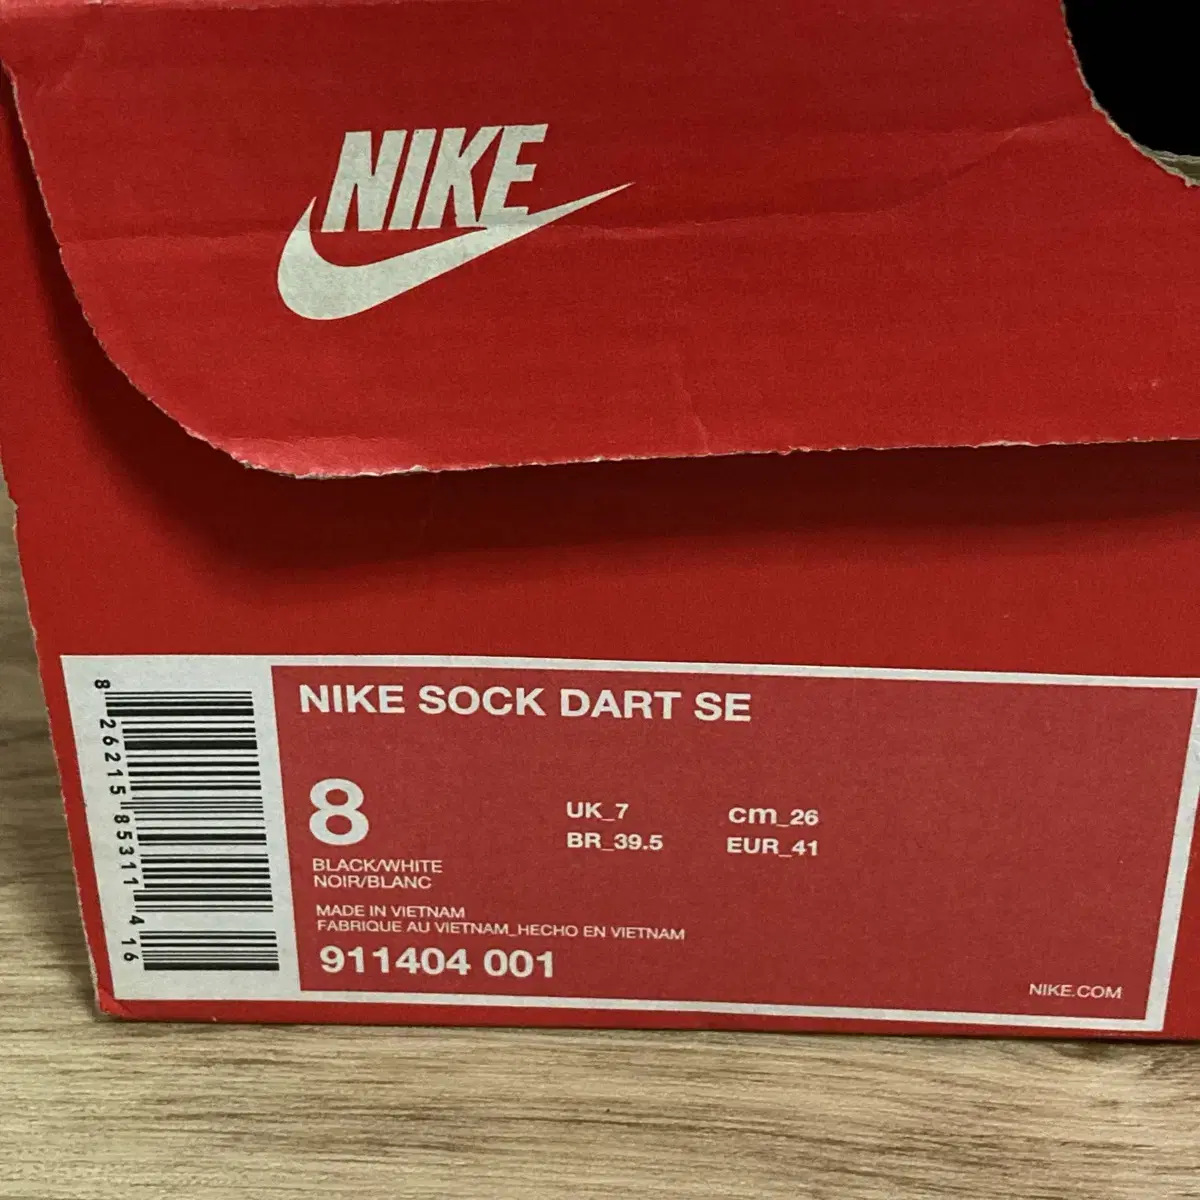 NIKE
NIKE SOCK DART SE
8
UK_7 cm_26
BR_39.5 EUR_41
BLACK/WHITE
NOIR/BLANC
MADE IN VIETNAM
FABRIQUE AU VIETNAM_HECHO EN VIETNAM
911404 001
NIKE.COM
8 26215 85311 4 16